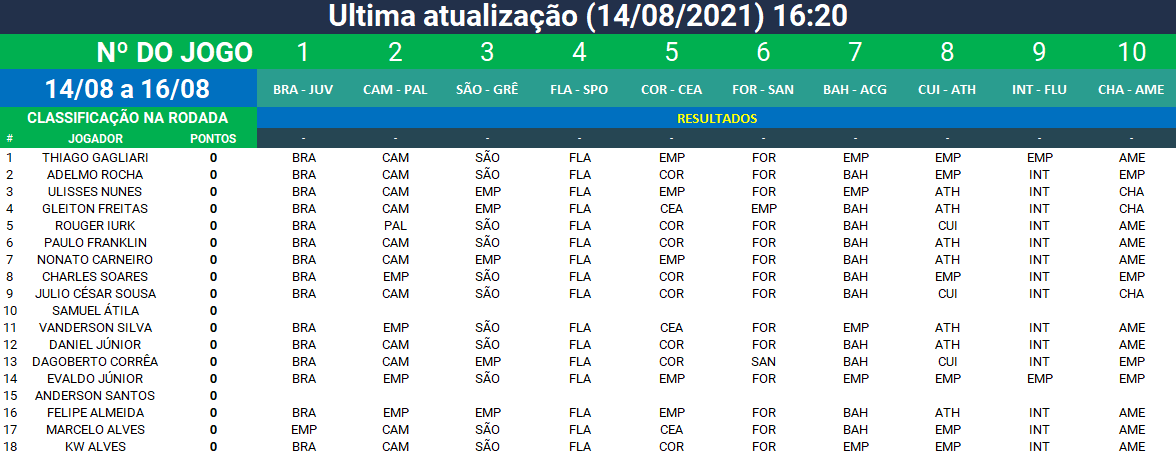 Ultima atualização (14/08/2021) 16:20
Nº DO JOGO 1 2 3 4 5 6 7 8 9 10
14/08 a 16/08 BRA - JUV CAM - PAL SÃO - GRÊ FLA - SPO COR - CEA FOR - SAN BAH - ACG CUI - ATH INT - FLU CHA - AME
CLASSIFICAÇÃO NA RODADA RESULTADOS
# JOGADOR PONTOS - - - - - - - - - -
1 THIAGO GAGLIARI 0 BRA CAM SÃO FLA EMP FOR EMP EMP EMP AME
2 ADELMO ROCHA 0 BRA CAM SÃO FLA COR FOR BAH EMP INT EMP
3 ULISSES NUNES 0 BRA CAM EMP FLA EMP FOR EMP ATH INT CHA
4 GLEITON FREITAS 0 BRA CAM EMP FLA CEA EMP BAH ATH INT CHA
5 ROUGER IURK 0 BRA PAL SÃO FLA COR FOR BAH CUI INT AME
6 PAULO FRANKLIN 0 BRA CAM SÃO FLA COR FOR BAH ATH INT AME
7 NONATO CARNEIRO 0 BRA CAM EMP FLA EMP FOR BAH ATH INT AME
8 CHARLES SOARES 0 BRA EMP SÃO FLA COR FOR BAH EMP INT EMP
9 JULIO CÉSAR SOUSA 0 BRA CAM SÃO FLA COR FOR BAH CUI INT CHA
10 SAMUEL ÁTILA 0
11 VANDERSON SILVA 0 BRA EMP SÃO FLA CEA FOR EMP ATH INT AME
12 DANIEL JÚNIOR 0 BRA CAM SÃO FLA COR FOR BAH ATH INT AME
13 DAGOBERTO CORRÊA 0 BRA CAM EMP FLA COR SAN BAH CUI INT EMP
14 EVALDO JÚNIOR 0 BRA EMP SÃO FLA EMP FOR EMP EMP EMP EMP
15 ANDERSON SANTOS 0
16 FELIPE ALMEIDA 0 BRA EMP EMP FLA EMP FOR BAH ATH INT AME
17 MARCELO ALVES 0 EMP CAM SÃO FLA CEA FOR BAH EMP INT AME
18 KW ALVES 0 BRA CAM SÃO FLA COR FOR EMP EMP INT AME